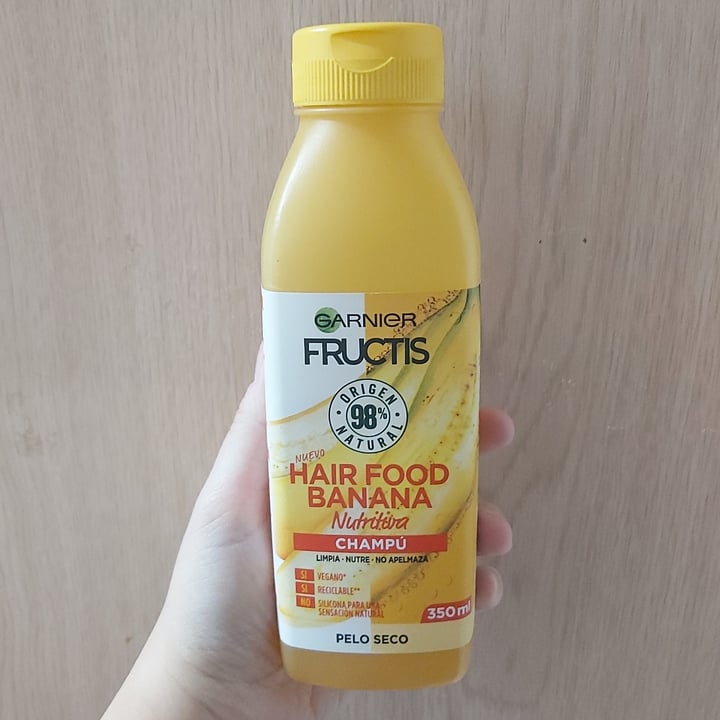 GARNIER
FRUCTIS
ORIGEN
98%
NATURAL
NUEVO
HAIR FOOD
BANANA
Nutritiva
CHAMPÚ
LIMPIA · NUTRE · NO APELMAZA
SI VEGANO*
SI RECICLABLE**
NO SILICONA PARA UNA
SENSACIÓN NATURAL
350 ml
PELO SECO